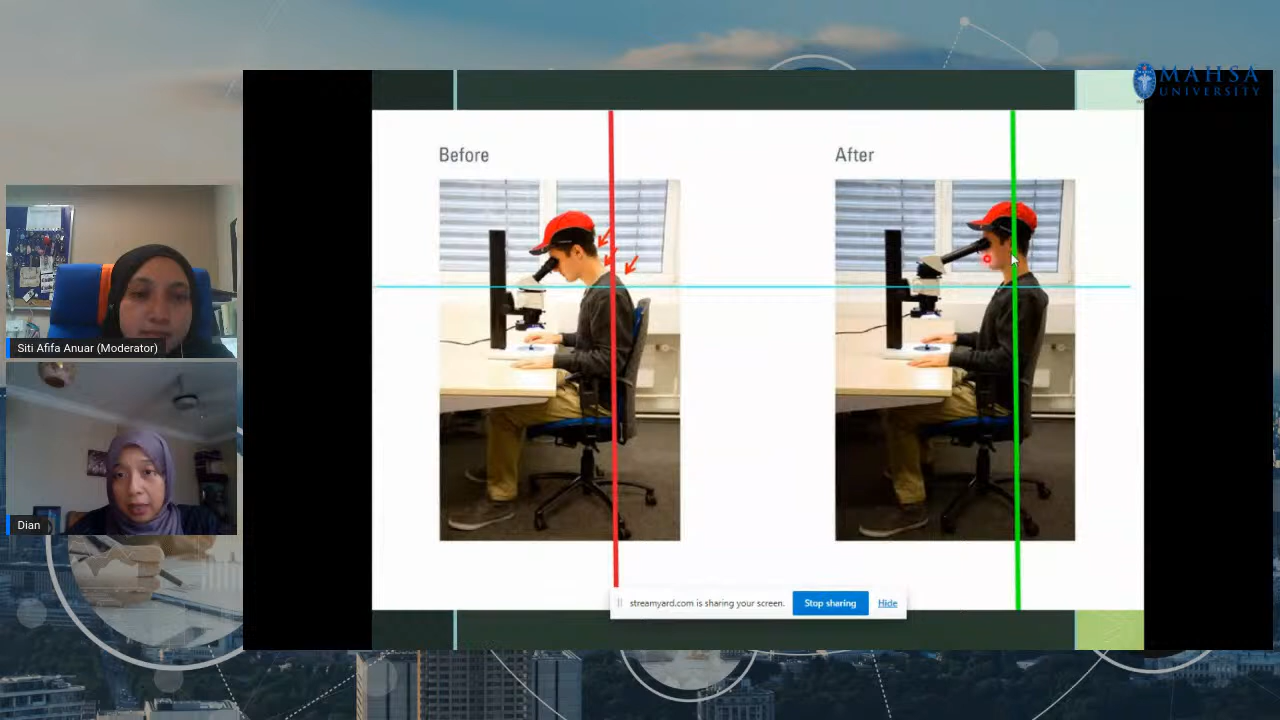 MAHSA
UNIVERSITY
Before
After
Siti Afifa Anuar (Moderator)
Dian
streamyard.com is sharing your screen.
Stop sharing
Hide